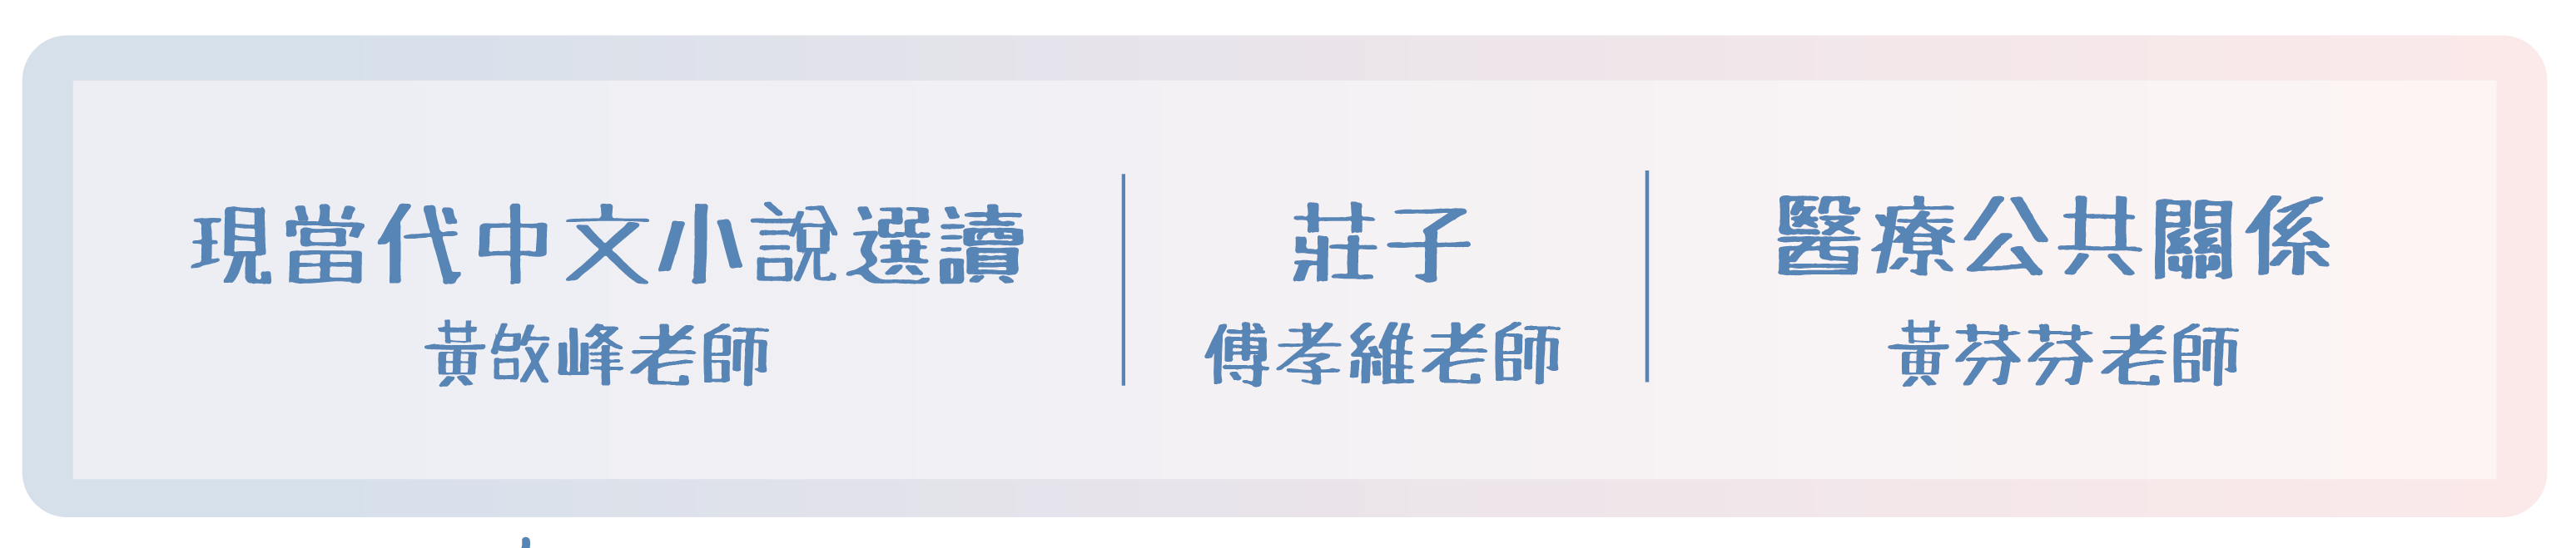 現當代中文小說選讀
黃啟峰老師
莊子
傅孝維老師
醫療公共關係
黃芬芬老師